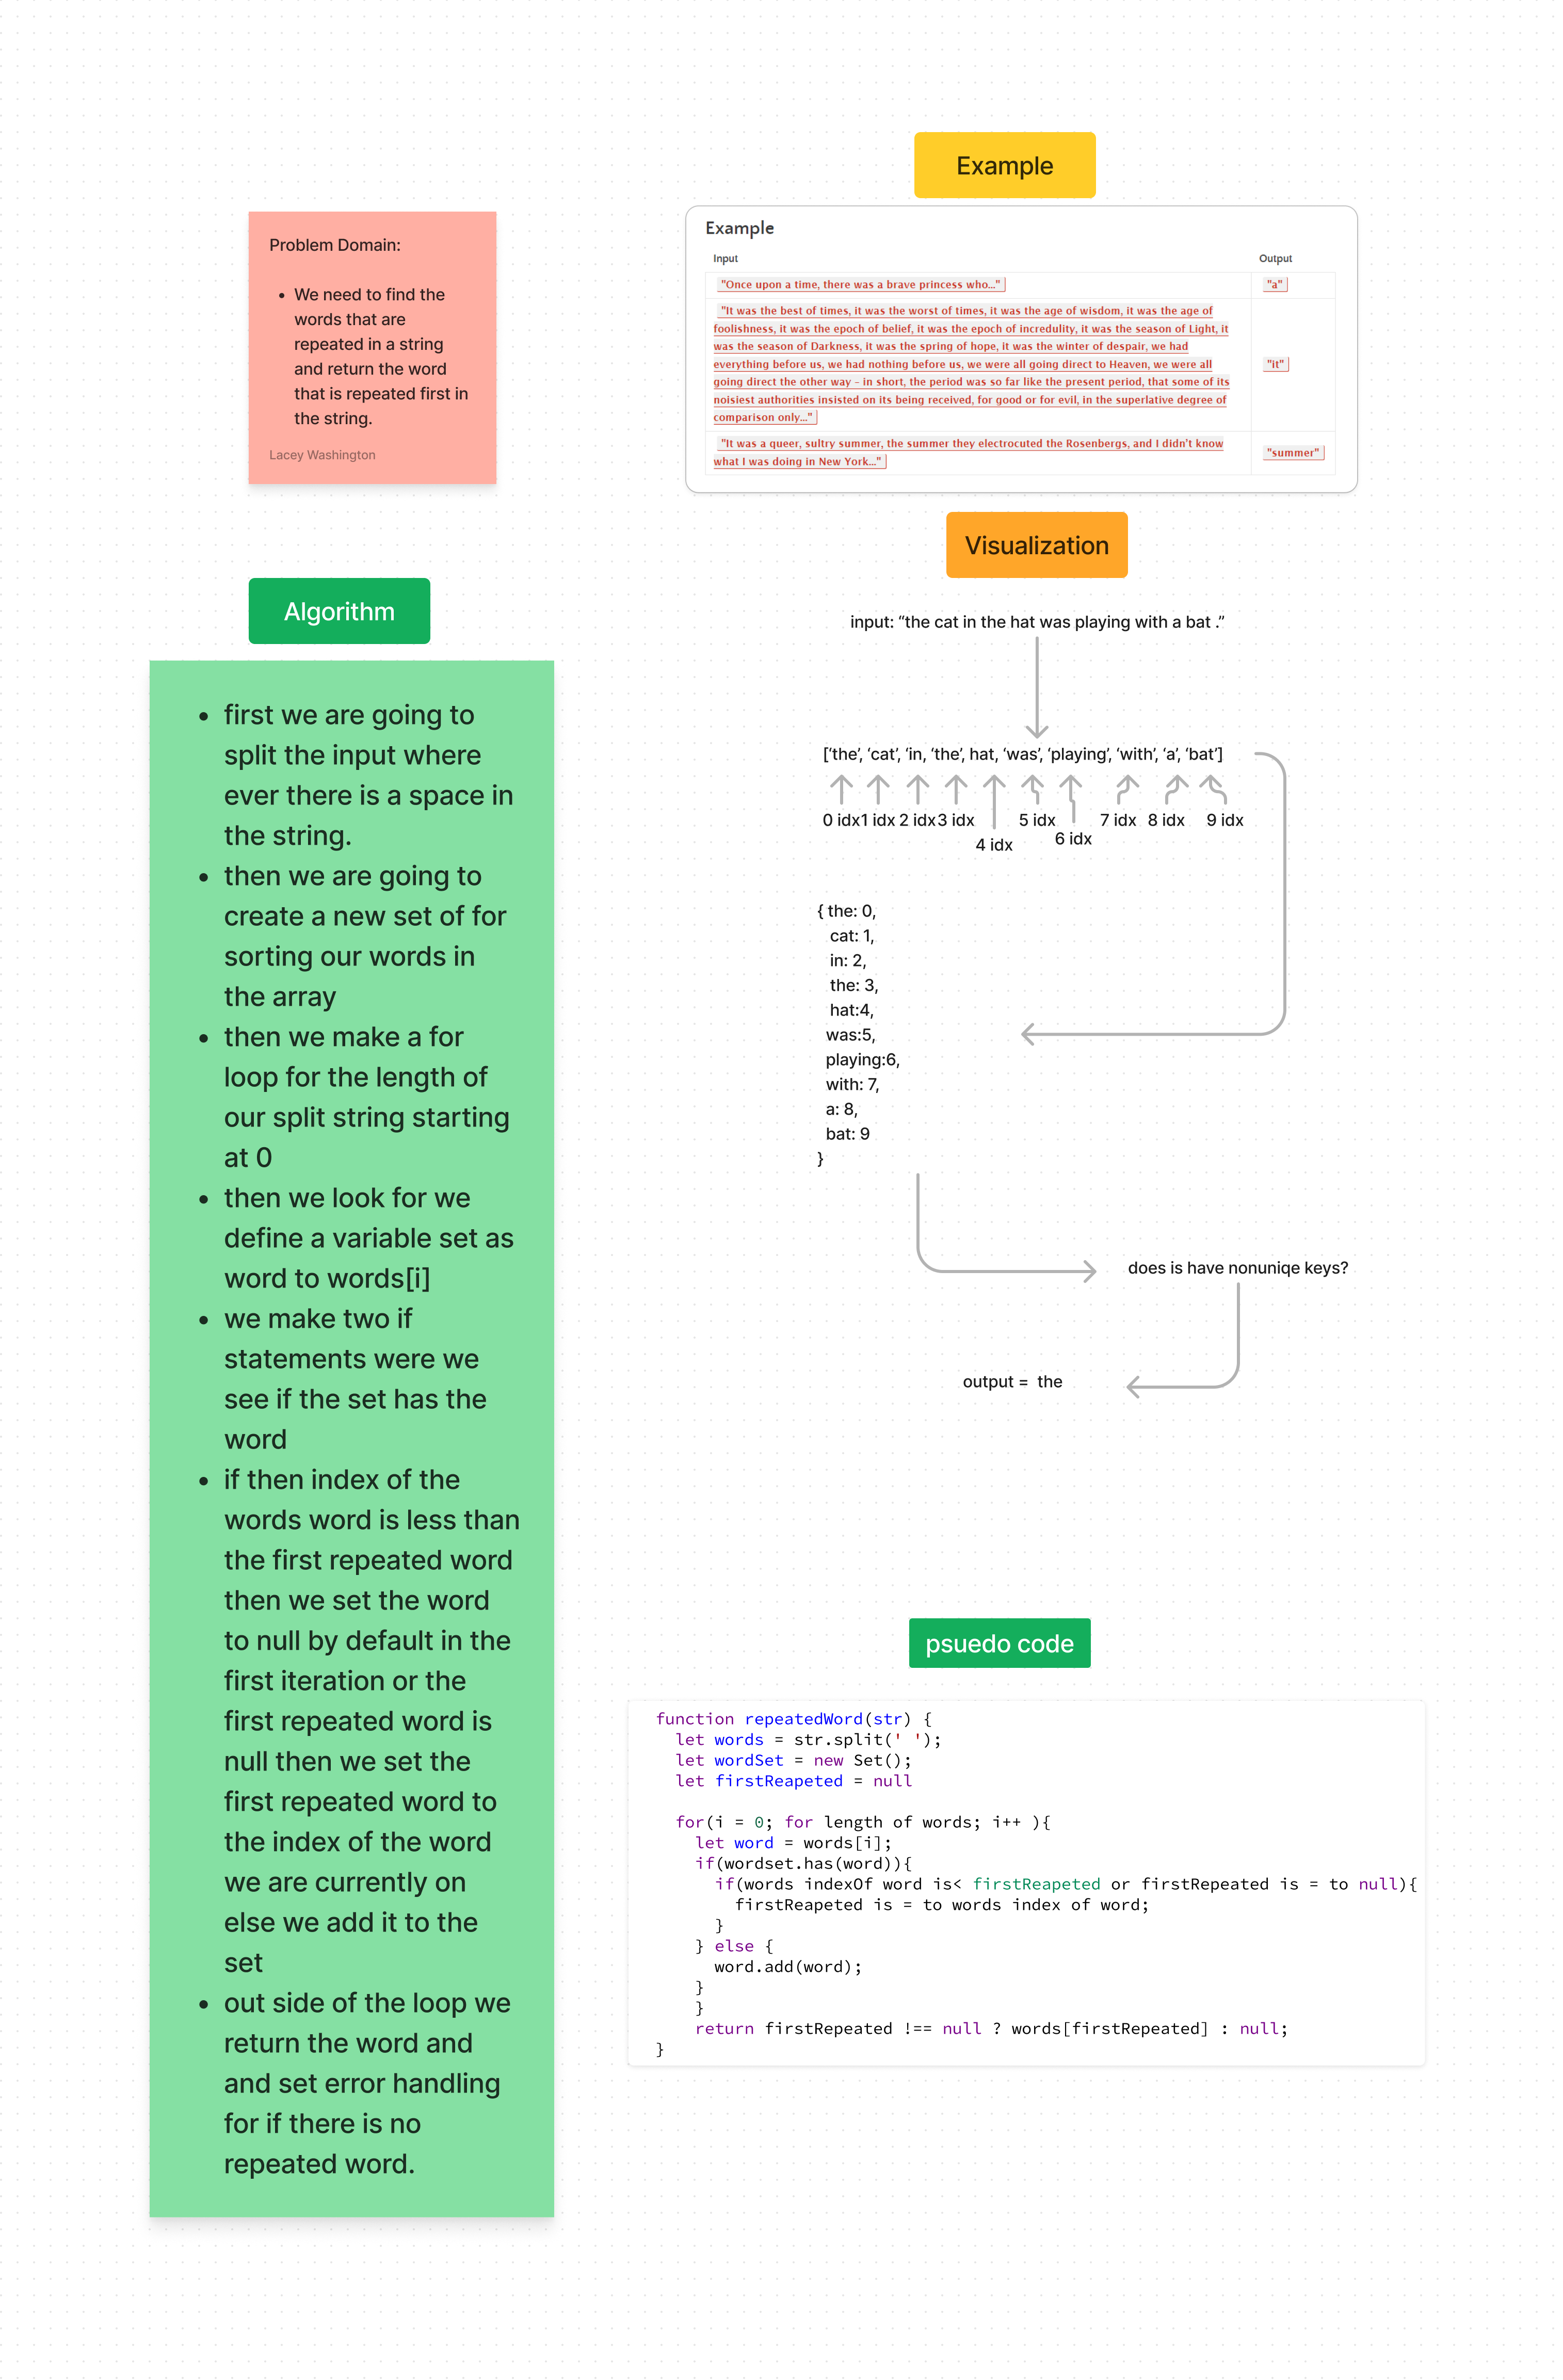 Example
Problem Domain:
We need to find the
words that are
repeated in a string
and return the word
that is repeated first in
the string.
Lacey Washington
Example
Input Output
"Once upon a time, there was a brave princess who..." "a"
"It was the best of times, it was the worst of times, it was the age of wisdom, it was the age of
foolishness, it was the epoch of belief, it was the epoch of incredulity, it was the season of Light, it
was the season of Darkness, it was the spring of hope, it was the winter of despair, we had
everything before us, we had nothing before us, we were all going direct to Heaven, we were all
going direct the other way – in short, the period was so far like the present period, that some of its
noisiest authorities insisted on its being received, for good or for evil, in the superlative degree of
comparison only..."
"it"
"It was a queer, sultry summer, the summer they electrocuted the Rosenbergs, and I didn't know
what I was doing in New York..."
"summer"
Algorithm
first we are going to
split the input where
ever there is a space in
the string.
then we are going to
create a new set of for
sorting our words in
the array
then we make a for
loop for the length of
our split string starting
at 0
then we look for we
define a variable set as
word to words[i]
we make two if
statements were we
see if the set has the
word
if then index of the
words word is less than
the first repeated word
then we set the word
to null by default in the
first iteration or the
first repeated word is
null then we set the
first repeated word to
the index of the word
we are currently on
else we add it to the
set
out side of the loop we
return the word and
and set error handling
for if there is no
repeated word.
Visualization
input: “the cat in the hat was playing with a bat .”
[‘the’, ‘cat’, ‘in, ‘the’, hat, ‘was’, ‘playing’, ‘with’, ‘a’, ‘bat’]
0 idx 1 idx 2 idx 3 idx 5 idx 7 idx 8 idx 9 idx
4 idx 6 idx
{ the: 0,
cat: 1,
in: 2,
the: 3,
hat:4,
was:5,
playing:6,
with: 7,
a: 8,
bat: 9
}
does is have nonuniqe keys?
output = the
psuedo code
function repeatedWord(str) {
let words = str.split(' ');
let wordSet = new Set();
let firstReapeted = null
for(i = 0; for length of words; i++ ){
let word = words[i];
if(wordset.has(word)){
if(words indexOf word is< firstReapeted or firstRepeated is = to null){
firstReapeted is = to words index of word;
}
} else {
word.add(word);
}
}
return firstRepeated !== null ? words[firstRepeated] : null;
}